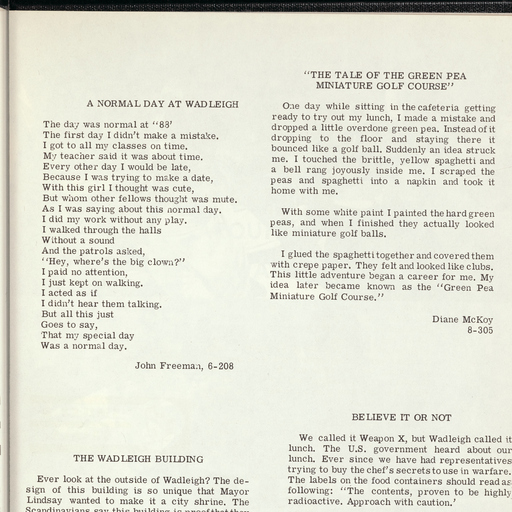 A NORMAL DAY AT WADLEIGH
The day was normal at "88'
The first day I didn't make a mistake.
I got to all my classes on time.
My teacher said it was about time.
Every other day I would be late,
Because I was trying to make a date,
With this girl I thought was cute,
But whom other fellows thought was mute.
As I was saying about this normal day.
I did my work without any play.
I walked through the halls
Without a sound
And the patrols asked,
"Hey, where's the big clown?"
I paid no attention,
I just kept on walking.
I acted as if
I didn't hear them talking.
But all this just
Goes to say,
That my special day
Was a normal day.
John Freeman, 6-208
THE WADLEIGH BUILDING
Ever look at the outside of Wadleigh? The de-
sign of this building is so unique that Mayor
Lindsay wanted to make it a city shrine. The
Scandinavians say this building is proof that they
"THE TALE OF THE GREEN PEA
MINIATURE GOLF COURSE"
One day while sitting in the cafeteria getting
ready to try out my lunch, I made a mistake and
dropped a little overdone green pea. Instead of it
dropping to the floor and staying there it
bounced like a golf ball. Suddenly an idea struck
me. I touched the brittle, yellow spaghetti and
a bell rang joyously inside me. I scraped the
peas and spaghetti into a napkin and took it
home with me.
With some white paint I painted the hard green
peas, and when I finished they actually looked
like miniature golf balls.
I glued the spaghetti together and covered them
with crepe paper. They felt and looked like clubs.
This little adventure began a career for me. My
idea later became known as the "Green Pea
Miniature Golf Course."
Diane McKoy
8-305
BELIEVE IT OR NOT
We called it Weapon X, but Wadleigh called it
lunch. The U.S. government heard about our
lunch. Ever since we have had representatives
trying to buy the chef's secrets to use in warfare.
The labels on the food containers should read as
following: "The contents, proven to be highly
radioactive. Approach with caution.'